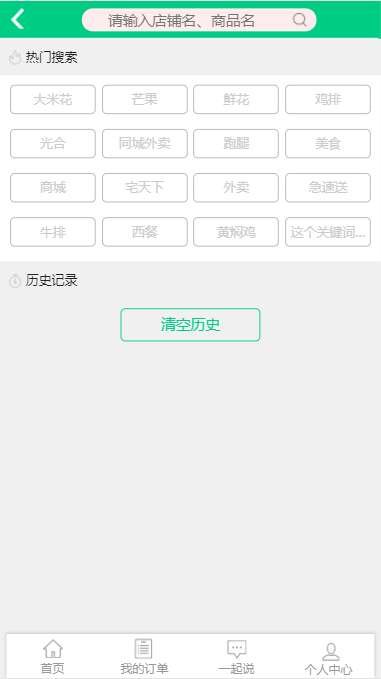 请输入店铺名、商品名
热门搜索
大米花 芒果 鲜花 鸡排
光合 同城外卖 跑腿 美食
商城 宅天下 外卖 急速送
牛排 西餐 黄焖鸡 这个关键词...
历史记录
清空历史
首页 我的订单 一起说 个人中心